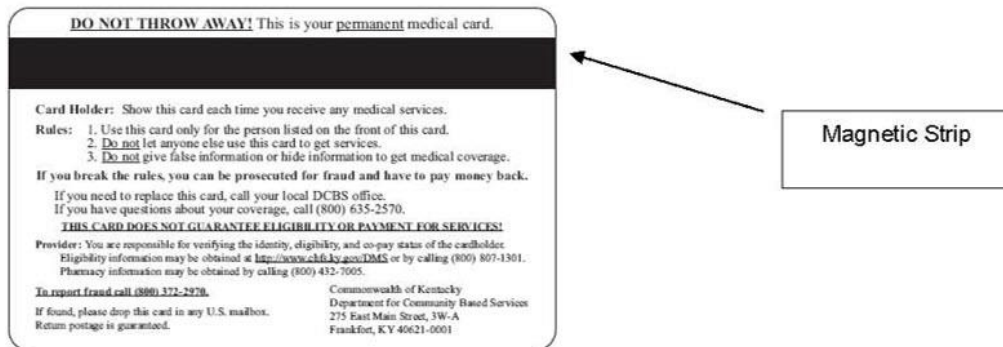 DO NOT THROW AWAY! This is your permanent medical card.
Magnetic Strip
Card Holder: Show this card each time you receive any medical services.
Rules: 1. Use this card only for the person listed on the front of this card.
2. Do not let anyone else use this card to get services.
3. Do not give false information or hide information to get medical coverage.
If you break the rules, you can be prosecuted for fraud and have to pay money back.
If you need to replace this card, call your local DCBS office.
If you have questions about your coverage, call (800) 635-2570.
THIS CARD DOES NOT GUARANTEE ELIGIBILITY OR PAYMENT FOR SERVICES!
Provider: You are responsible for verifying the identity, eligibility, and co-pay status of the cardholder.
Eligibility information may be obtained at http://www.chfs.ky.gov/DMS or by calling (800) 807-1301.
Pharmacy information may be obtained by calling (800) 432-7005.
To report fraud call (800) 372-2970.
If found, please drop this card in any U.S. mailbox.
Return postage is guaranteed.
Commonwealth of Kentucky
Department for Community Based Services
275 East Main Street, 3W-A
Frankfort, KY 40621-0001